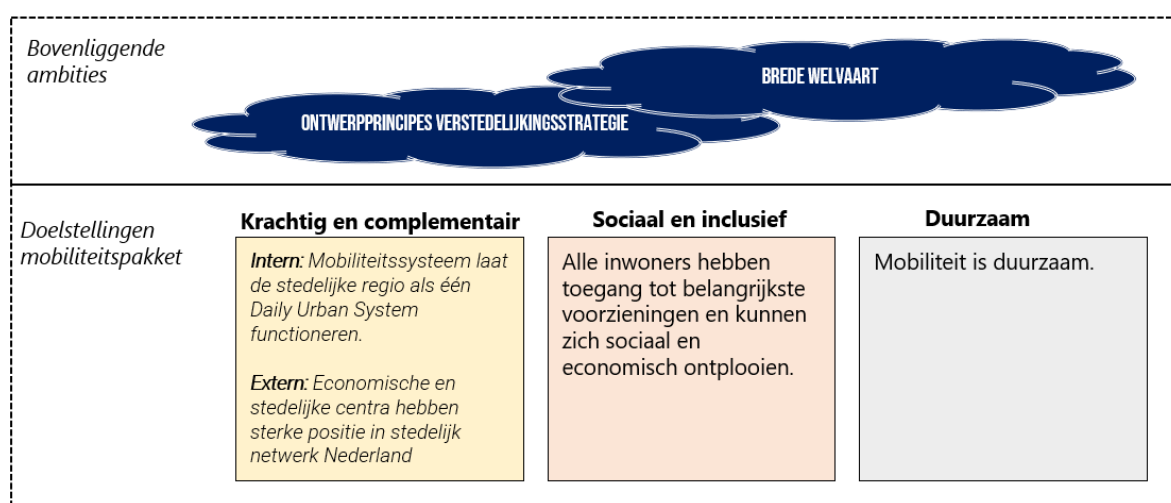 Bovenliggende
ambities
BREDE WELVAART
ONTWERPPRINCIPES VERSTEDELIJKINGSSTRATEGIE
Doelstellingen
mobiliteitspakket
Krachtig en complementair
Intern: Mobiliteitssysteem laat
de stedelijke regio als één
Daily Urban System
functioneren.
Extern: Economische en
stedelijke centra hebben
sterke positie in stedelijk
netwerk Nederland
Sociaal en inclusief
Alle inwoners hebben
toegang tot belangrijkste
voorzieningen en kunnen
zich sociaal en
economisch ontplooien.
Duurzaam
Mobiliteit is duurzaam.